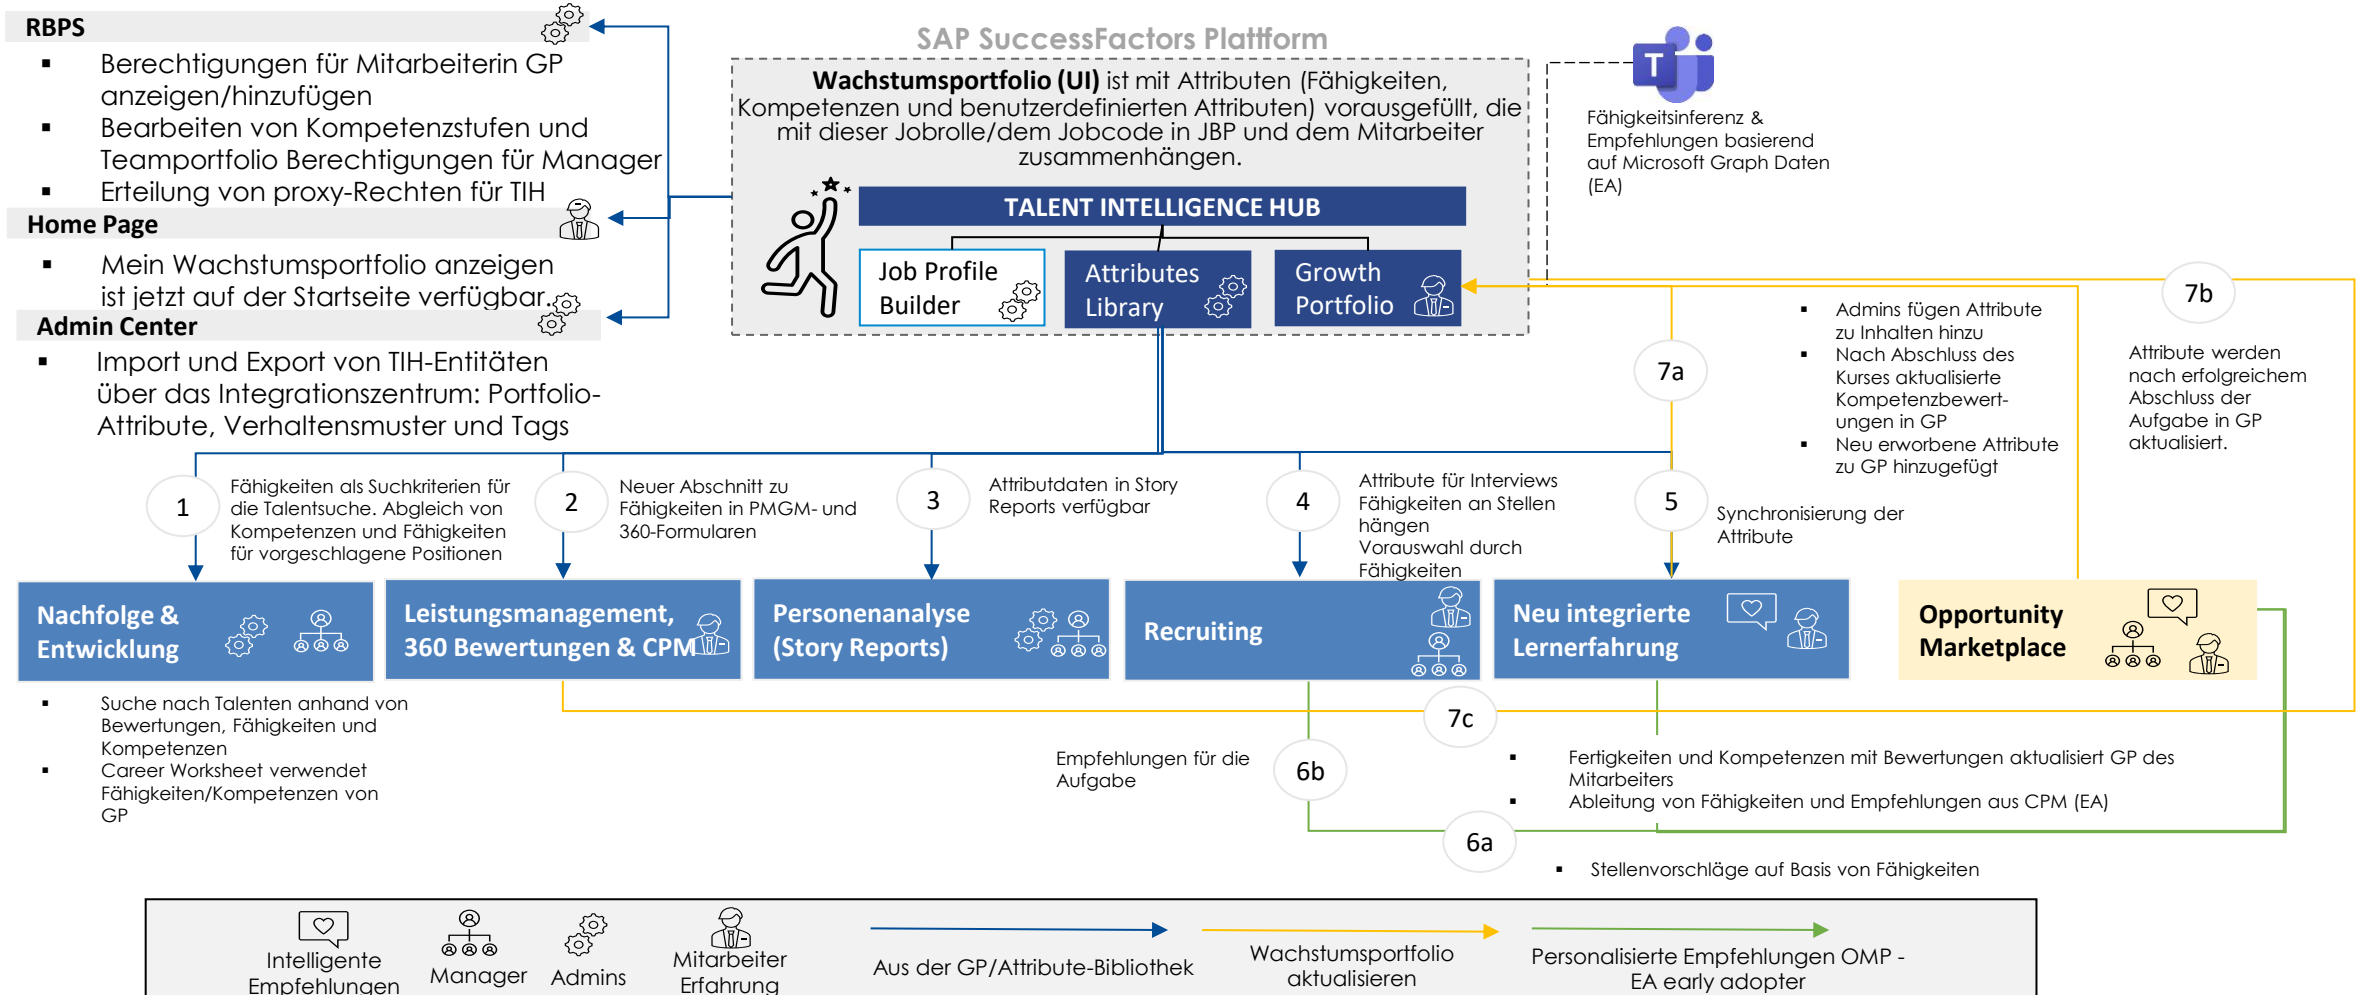 RBPS
▪ Berechtigungen für Mitarbeiterin GP
anzeigen/hinzufügen
▪ Bearbeiten von Kompetenzstufen und
Teamportfolio Berechtigungen für Manager
▪ Erteilung von proxy-Rechten für TIH
Home Page
▪ Mein Wachstumsportfolio anzeigen
ist jetzt auf der Startseite verfügbar.
Admin Center
▪ Import und Export von TIH-Entitäten
über das Integrationszentrum: Portfolio-
Attribute, Verhaltensmuster und Tags
SAP SuccessFactors Plattform
Wachstumsportfolio (UI) ist mit Attributen (Fähigkeiten,
Kompetenzen und benutzerdefinierten Attributen) vorausgefüllt, die
mit dieser Jobrolle/dem Jobcode in JBP und dem Mitarbeiter
zusammenhängen.
TALENT INTELLIGENCE HUB
Job Profile
Builder
Attributes
Library
Growth
Portfolio
T
Fähigkeitsinferenz &
Empfehlungen basierend
auf Microsoft Graph Daten
(EA)
7a
▪ Admins fügen Attribute
zu Inhalten hinzu
▪ Nach Abschluss des
Kurses aktualisierte
Kompetenzbewert-
ungen in GP
▪ Neu erworbene Attribute
zu GP hinzugefügt
7b
Attribute werden
nach erfolgreichem
Abschluss der
Aufgabe in GP
aktualisiert.
1
Fähigkeiten als Suchkriterien für
die Talentsuche. Abgleich von
Kompetenzen und Fähigkeiten
für vorgeschlagene Positionen
2
Neuer Abschnitt zu
Fähigkeiten in PMGM- und
360-Formularen
3
Attributdaten in Story
Reports verfügbar
4
Attribute für Interviews
Fähigkeiten an Stellen
hängen
Vorauswahl durch
Fähigkeiten
5
Synchronisierung der
Attribute
Nachfolge &
Entwicklung
Leistungsmanagement,
360 Bewertungen & CPM
Personenanalyse
(Story Reports)
Recruiting
Neu integrierte
Lernerfahrung
Opportunity
Marketplace
▪ Suche nach Talenten anhand von
Bewertungen, Fähigkeiten und
Kompetenzen
▪ Career Worksheet verwendet
Fähigkeiten/Kompetenzen von
GP
7c
Empfehlungen für die
Aufgabe
6b
▪ Fertigkeiten und Kompetenzen mit Bewertungen aktualisiert GP des
Mitarbeiters
▪ Ableitung von Fähigkeiten und Empfehlungen aus CPM (EA)
6a
▪ Stellenvorschläge auf Basis von Fähigkeiten
Intelligente
Empfehlungen
Manager
Admins
Mitarbeiter
Erfahrung
Aus der GP/Attribute-Bibliothek
Wachstumsportfolio
aktualisieren
Personalisierte Empfehlungen OMP -
EA early adopter